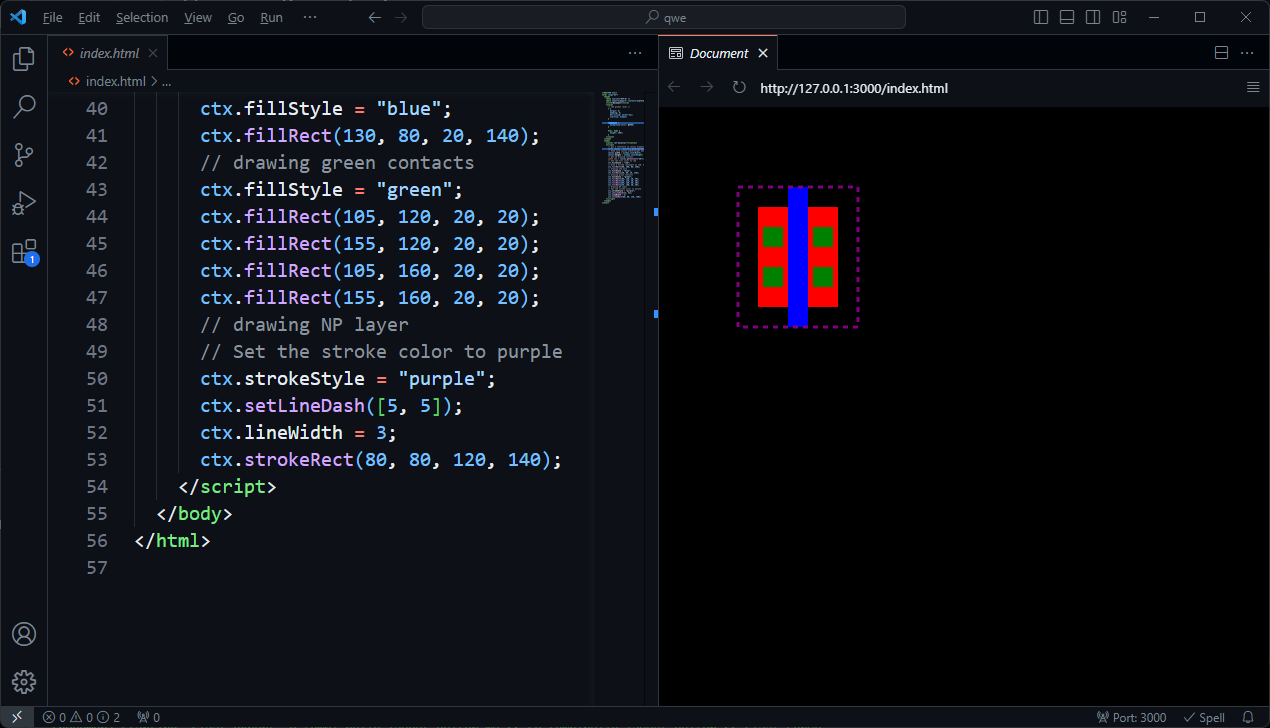 File Edit Selection View Go Run ···
qwe
index.html
Document
index.html > ...
http://127.0.0.1:3000/index.html
40 ctx.fillStyle = "blue";
41 ctx.fillRect(130, 80, 20, 140);
42 // drawing green contacts
43 ctx.fillStyle = "green";
44 ctx.fillRect(105, 120, 20, 20);
45 ctx.fillRect(155, 120, 20, 20);
46 ctx.fillRect(105, 160, 20, 20);
47 ctx.fillRect(155, 160, 20, 20);
48 // drawing NP layer
49 // Set the stroke color to purple
50 ctx.strokeStyle = "purple";
51 ctx.setLineDash([5, 5]);
52 ctx.lineWidth = 3;
53 ctx.strokeRect(80, 80, 120, 140);
54 </script>
55 </body>
56 </html>
57
1
0 0 2 0
Port: 3000 Spell